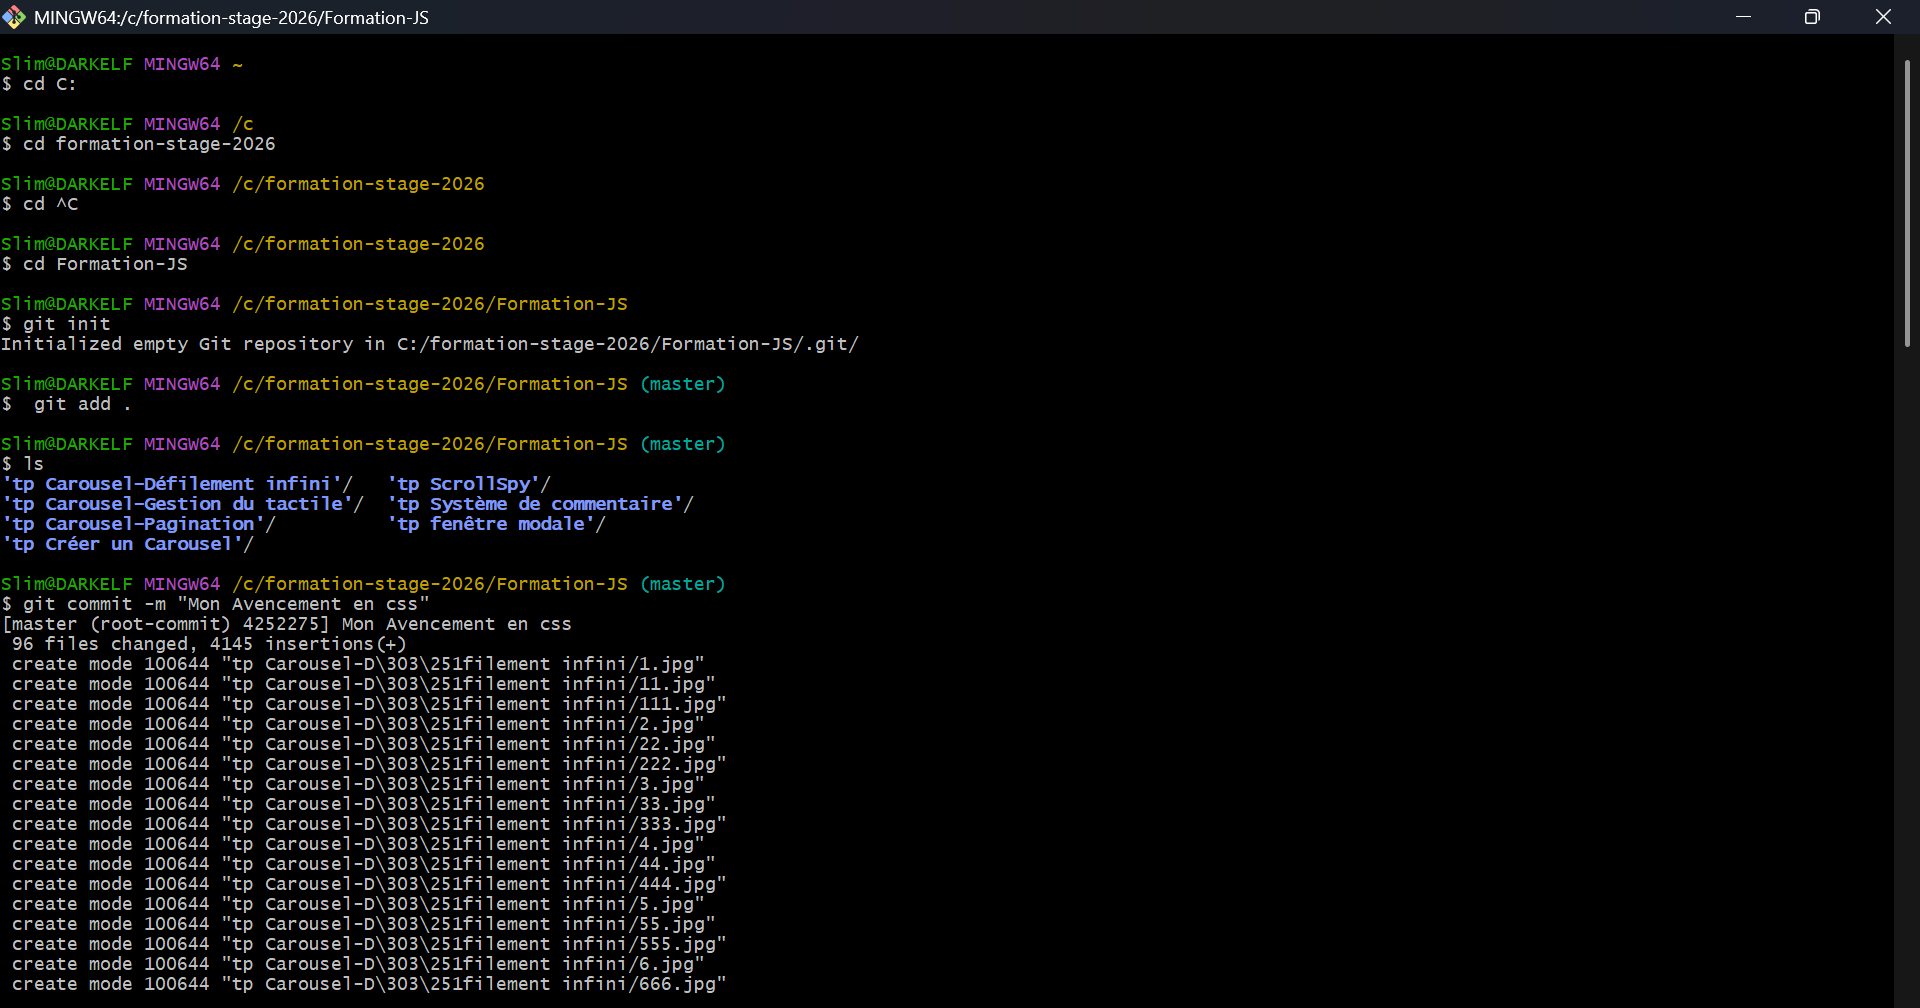 MINGW64:/c/formation-stage-2026/Formation-JS
Slim@DARKELF MINGW64 ~
$ cd C:
Slim@DARKELF MINGW64 /c
$ cd formation-stage-2026
Slim@DARKELF MINGW64 /c/formation-stage-2026
$ cd ^C
Slim@DARKELF MINGW64 /c/formation-stage-2026
$ cd Formation-JS
Slim@DARKELF MINGW64 /c/formation-stage-2026/Formation-JS
$ git init
Initialized empty Git repository in C:/formation-stage-2026/Formation-JS/.git/
Slim@DARKELF MINGW64 /c/formation-stage-2026/Formation-JS (master)
$  git add .
Slim@DARKELF MINGW64 /c/formation-stage-2026/Formation-JS (master)
$ ls
'tp Carousel-Défilement infini'/   'tp ScrollSpy'/
'tp Carousel-Gestion du tactile'/  'tp Système de commentaire'/
'tp Carousel-Pagination'/          'tp fenêtre modale'/
'tp Créer un Carousel'/
Slim@DARKELF MINGW64 /c/formation-stage-2026/Formation-JS (master)
$ git commit -m "Mon Avencement en css"
[master (root-commit) 4252275] Mon Avencement en css
 96 files changed, 4145 insertions(+)
 create mode 100644 "tp Carousel-D\303\251filement infini/1.jpg"
 create mode 100644 "tp Carousel-D\303\251filement infini/11.jpg"
 create mode 100644 "tp Carousel-D\303\251filement infini/111.jpg"
 create mode 100644 "tp Carousel-D\303\251filement infini/2.jpg"
 create mode 100644 "tp Carousel-D\303\251filement infini/22.jpg"
 create mode 100644 "tp Carousel-D\303\251filement infini/222.jpg"
 create mode 100644 "tp Carousel-D\303\251filement infini/3.jpg"
 create mode 100644 "tp Carousel-D\303\251filement infini/33.jpg"
 create mode 100644 "tp Carousel-D\303\251filement infini/333.jpg"
 create mode 100644 "tp Carousel-D\303\251filement infini/4.jpg"
 create mode 100644 "tp Carousel-D\303\251filement infini/44.jpg"
 create mode 100644 "tp Carousel-D\303\251filement infini/444.jpg"
 create mode 100644 "tp Carousel-D\303\251filement infini/5.jpg"
 create mode 100644 "tp Carousel-D\303\251filement infini/55.jpg"
 create mode 100644 "tp Carousel-D\303\251filement infini/555.jpg"
 create mode 100644 "tp Carousel-D\303\251filement infini/6.jpg"
 create mode 100644 "tp Carousel-D\303\251filement infini/666.jpg"